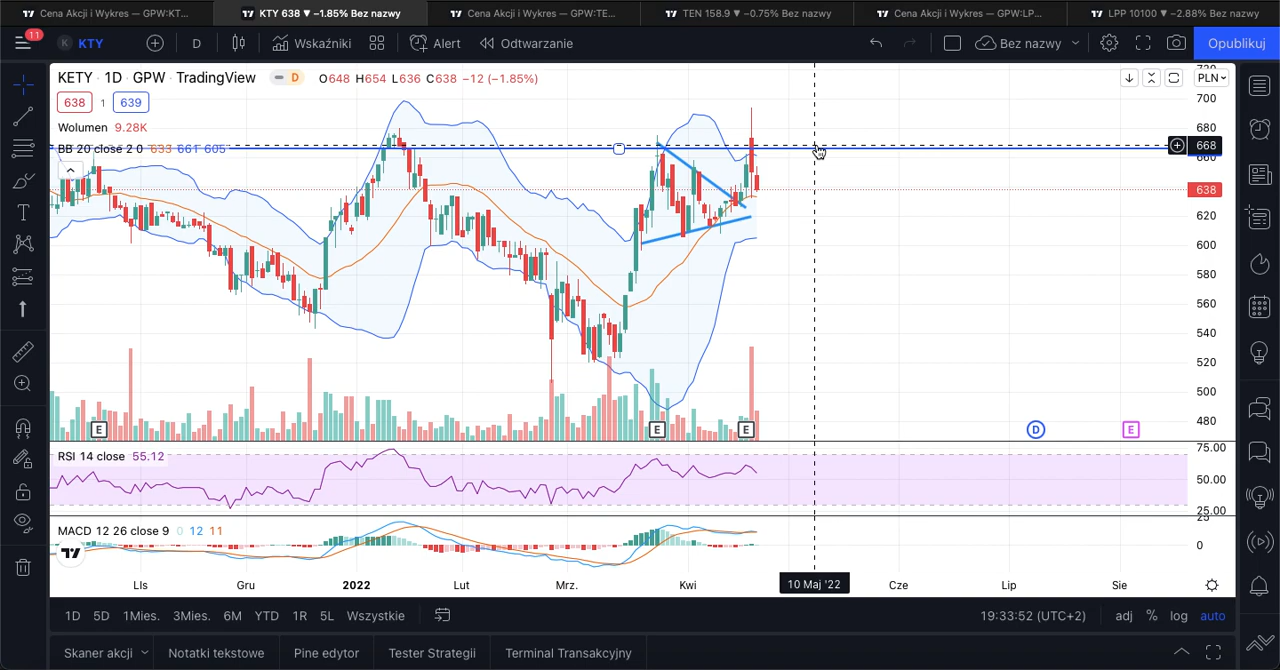 Cena Akcji i Wykres — GPW:KT...
KTY 638 ▼ −1.85% Bez nazwy
Cena Akcji i Wykres — GPW:TE...
TEN 158.9 ▼ −0.75% Bez nazwy
Cena Akcji i Wykres — GPW:LP...
LPP 10100 ▼ −2.88% Bez nazwy
11
K KTY D Wskaźniki Alert Odtwarzanie Bez nazwy Opublikuj
KETY · 1D · GPW · TradingView D O648 H654 L636 C638 −12 (−1.85%)
PLN
638 1 639
Wolumen 9.28K
BB 20 close 2 0 633 661 605
700
680
668
660
638
620
600
580
560
540
520
500
480
E E E D E
RSI 14 close 55.12
75.00
50.00
25.00
MACD 12 26 close 9 0 12 11
25
0
LIs Gru 2022 Lut Mrz. Kwi 10 Maj '22 Cze Lip Sie
1D 5D 1Mies. 3Mies. 6M YTD 1R 5L Wszystkie 19:33:52 (UTC+2) adj % log auto
Skaner akcji Notatki tekstowe Pine edytor Tester Strategii Terminal Transakcyjny